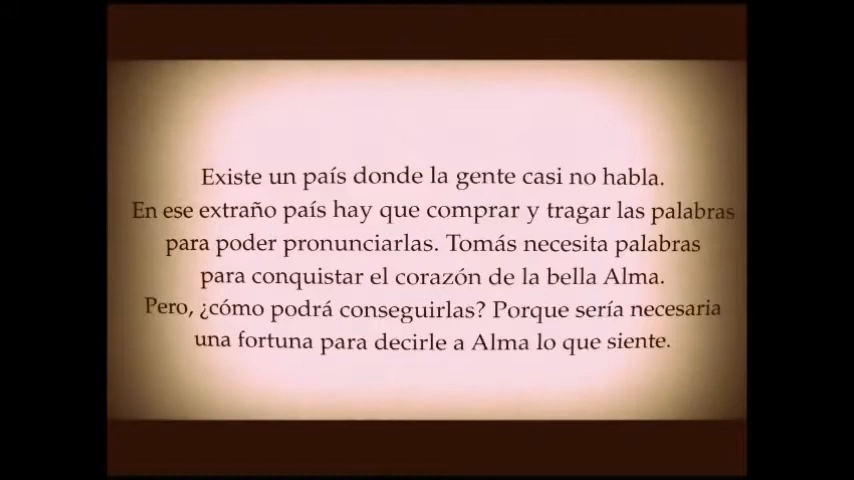 Existe un país donde la gente casi no habla.
En ese extraño país hay que comprar y tragar las palabras
para poder pronunciarlas. Tomás necesita palabras
para conquistar el corazón de la bella Alma.
Pero, ¿cómo podrá conseguirlas? Porque sería necesaria
una fortuna para decirle a Alma lo que siente.